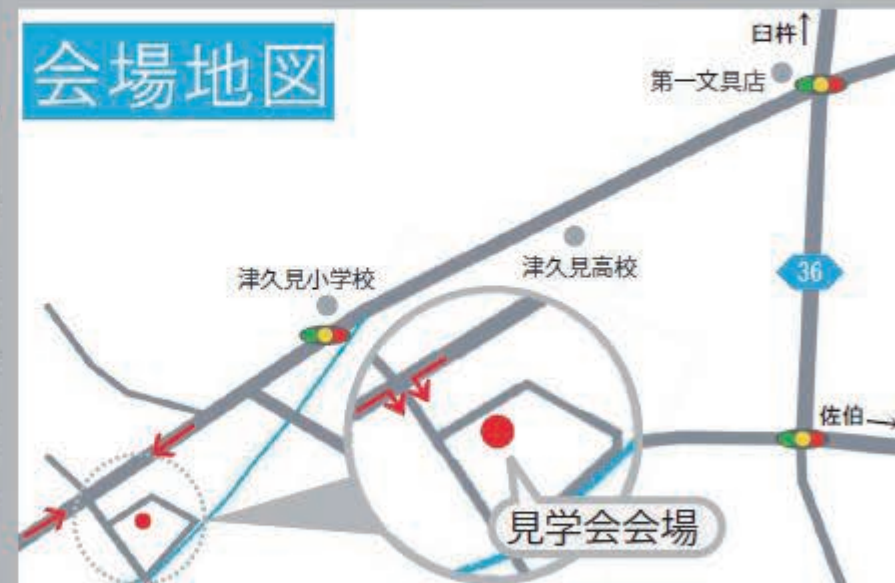 会場地図
臼杵↑
第一文具店
津久見高校
津久見小学校
36
佐伯→
見学会会場